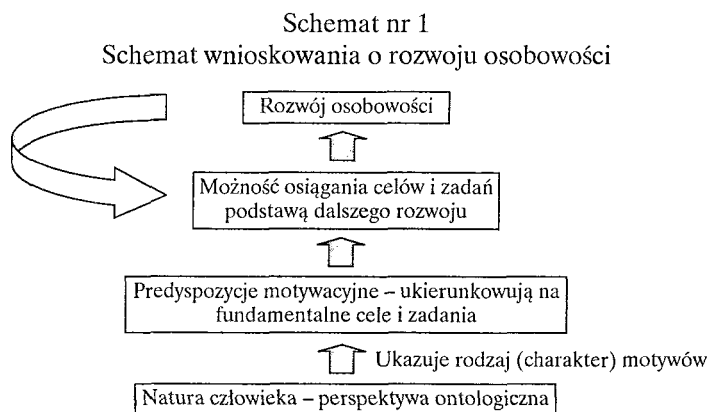 Schemat nr 1
Schemat wnioskowania o rozwoju osobowości
Rozwój osobowości
Możność osiągania celów i zadań
podstawą dalszego rozwoju
Predyspozycje motywacyjne – ukierunkowują na
fundamentalne cele i zadania
Ukazuje rodzaj (charakter) motywów
Natura człowieka – perspektywa ontologiczna